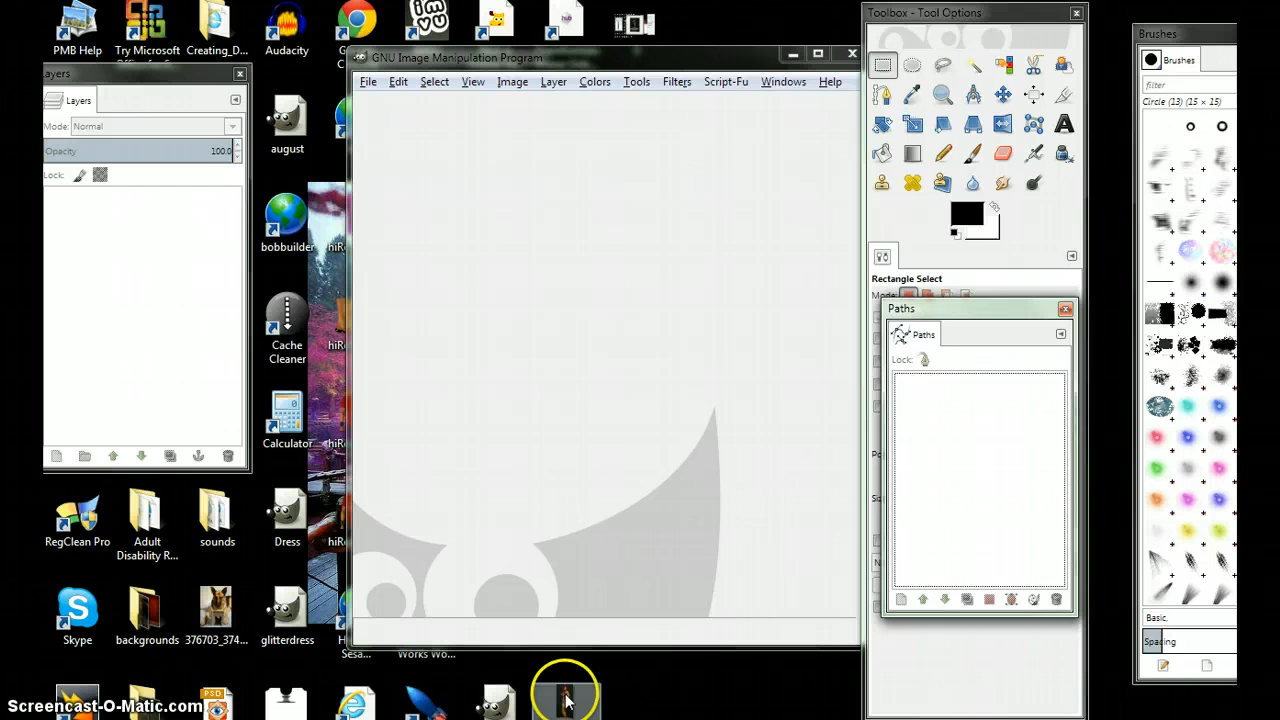 PMB Help
Try Microsoft
Creating_D...
Audacity
Toolbox - Tool Options
Brushes
GNU Image Manipulation Program
Layers
File Edit Select View Image Layer Colors Tools Filters Script-Fu Windows Help
Layers
Mode: Normal
Opacity 100.0
Lock:
Brushes
filter
Circle (13) (15 × 15)
august
bobbuilder
Rectangle Select
Mode:
Paths
Paths
Lock:
Cache
Cleaner
Calculator
RegClean Pro
Adult
Disability R...
sounds
Dress
Skype
backgrounds
376703_374...
glitterdress
Sesa...
Works Wo...
Basic,
Spacing
PSD
Screencast-O-Matic.com